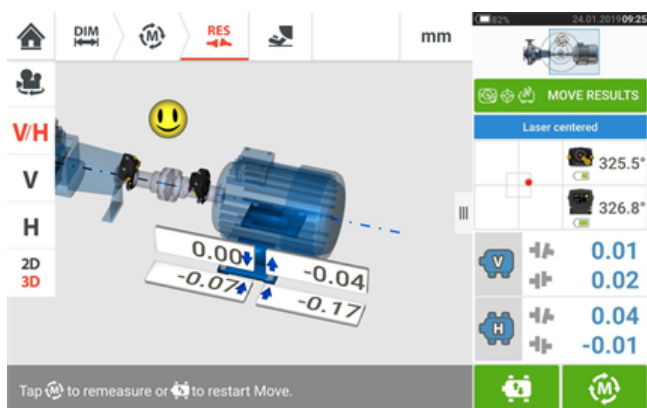 DIM
M
RES
mm
82%
24.01.2019 09:25
MOVE RESULTS
Laser centered
325.5°
326.8°
V/H
V
H
2D
3D
0.00
-0.04
-0.07
-0.17
V
0.01
0.02
H
0.04
-0.01
Tap M to remeasure or to restart Move.
M